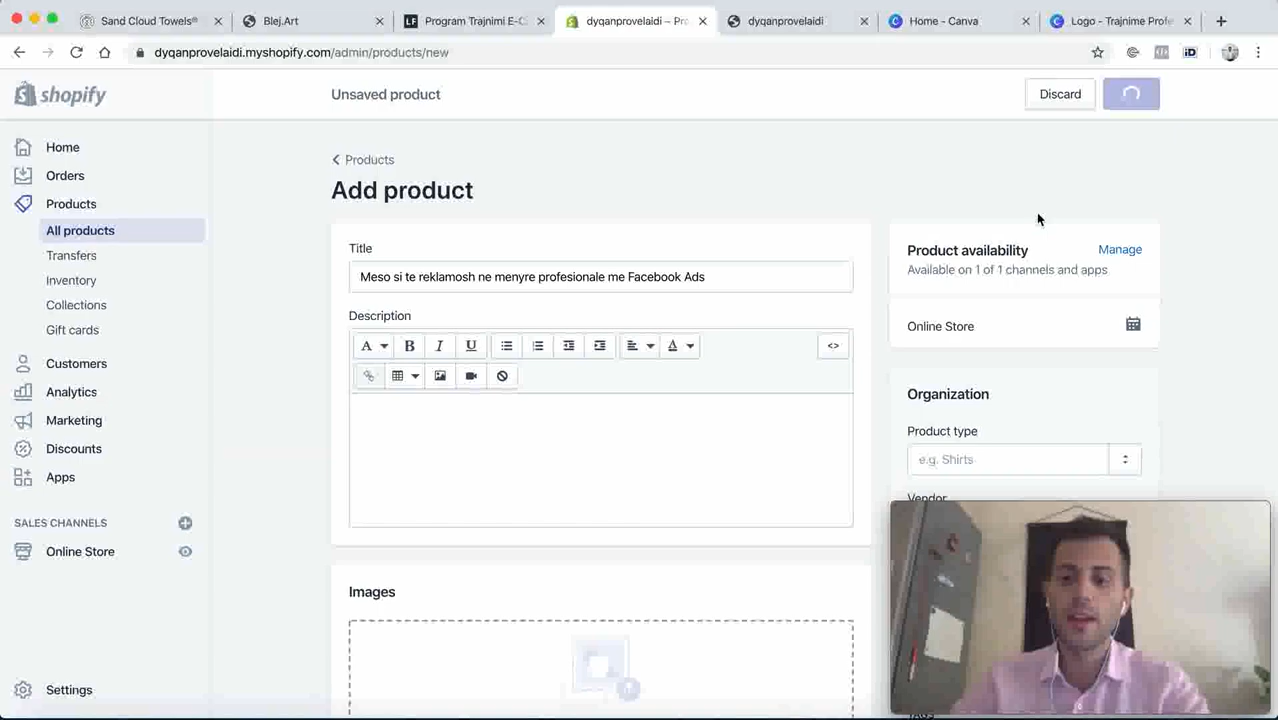 Sand Cloud Towels®
Blej.Art
Program Trajnimi E-C
dyqanprovelaidi – Pro
dyqanprovelaidi
Home - Canva
Logo - Trajnime Profe
dyqanprovelaidi.myshopify.com/admin/products/new
shopify
Unsaved product
Discard
Home
Orders
Products
All products
Transfers
Inventory
Collections
Gift cards
Customers
Analytics
Marketing
Discounts
Apps
SALES CHANNELS
Online Store
Settings
Products
Add product
Title
Meso si te reklamosh ne menyre profesionale me Facebook Ads
Description
Images
Product availability
Manage
Available on 1 of 1 channels and apps
Online Store
Organization
Product type
e.g. Shirts
Vendor